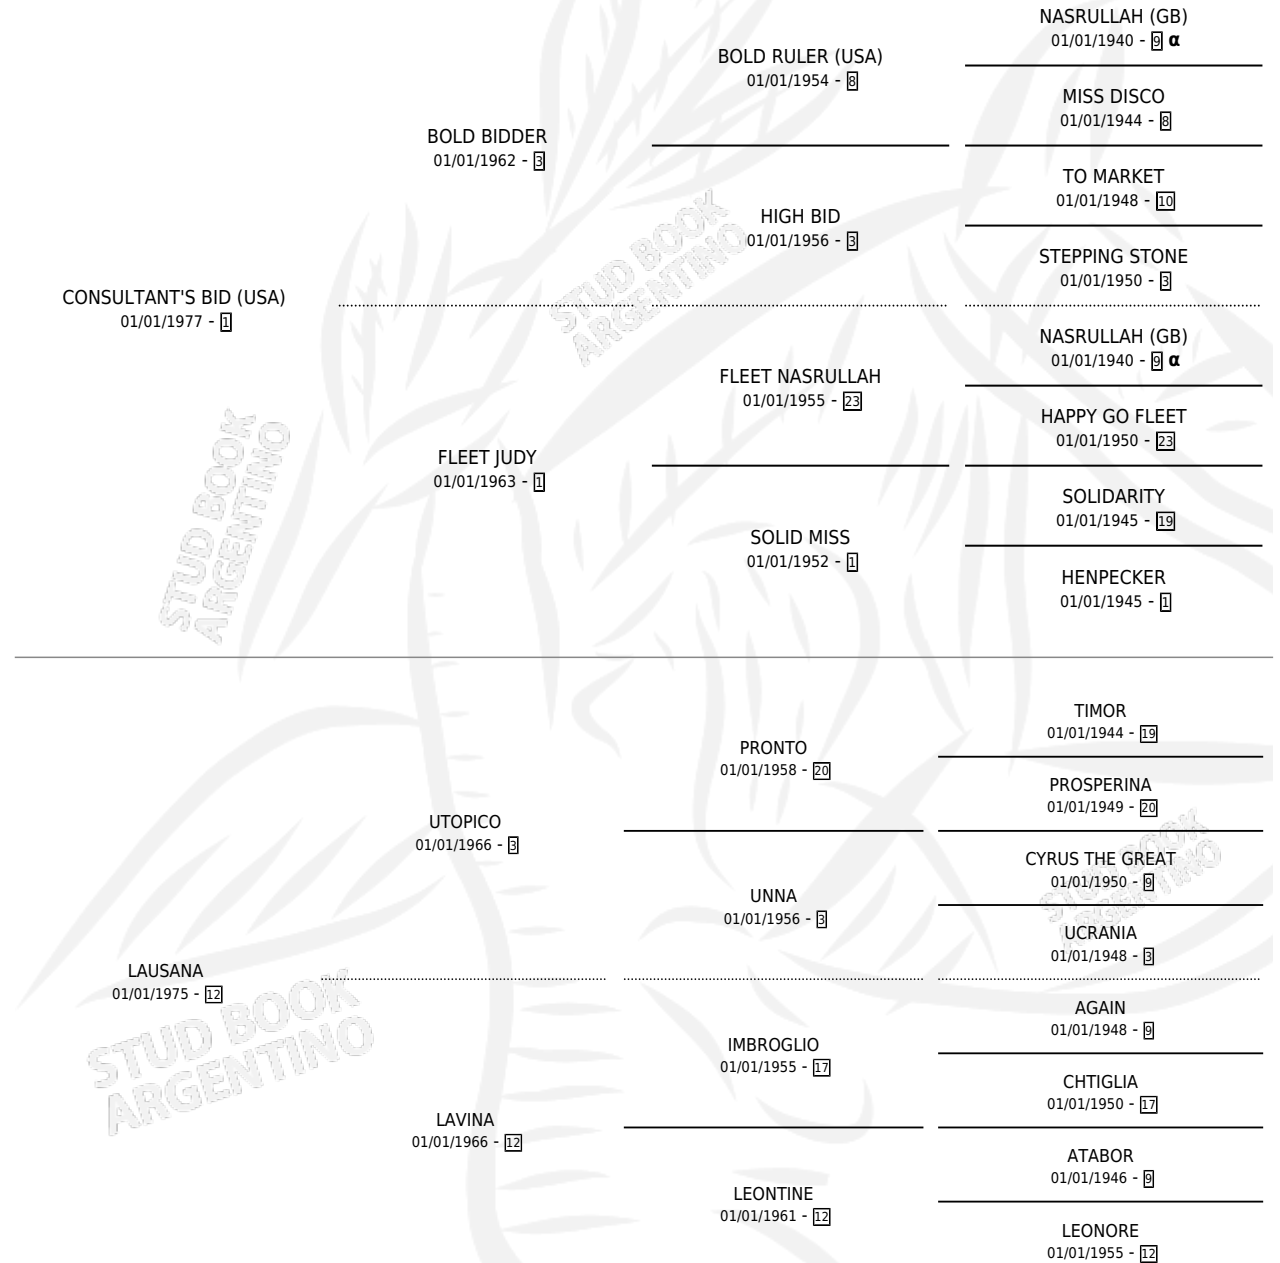 NASRULLAH (GB)
01/01/1940 - 9 α
BOLD RULER (USA)
01/01/1954 - 8
MISS DISCO
01/01/1944 - 8
BOLD BIDDER
01/01/1962 - 3
TO MARKET
01/01/1948 - 10
HIGH BID
01/01/1956 - 3
STEPPING STONE
01/01/1950 - 3
CONSULTANT'S BID (USA)
01/01/1977 - 1
NASRULLAH (GB)
01/01/1940 - 9 α
FLEET NASRULLAH
01/01/1955 - 23
HAPPY GO FLEET
01/01/1950 - 23
FLEET JUDY
01/01/1963 - 1
SOLIDARITY
01/01/1945 - 19
SOLID MISS
01/01/1952 - 1
HENPECKER
01/01/1945 - 1
TIMOR
01/01/1944 - 19
PRONTO
01/01/1958 - 20
PROSPERINA
01/01/1949 - 20
UTOPICO
01/01/1966 - 3
CYRUS THE GREAT
01/01/1950 - 9
UNNA
01/01/1956 - 3
UCRANIA
01/01/1948 - 3
LAUSANA
01/01/1975 - 12
AGAIN
01/01/1948 - 9
IMBROGLIO
01/01/1955 - 17
CHTIGLIA
01/01/1950 - 17
LAVINA
01/01/1966 - 12
ATABOR
01/01/1946 - 9
LEONTINE
01/01/1961 - 12
LEONORE
01/01/1955 - 12
STUD BOOK
ARGENTINO
STUD BOOK
ARGENTINO
STUD BOOK
ARGENTINO
STUD BOOK
ARGENTINO